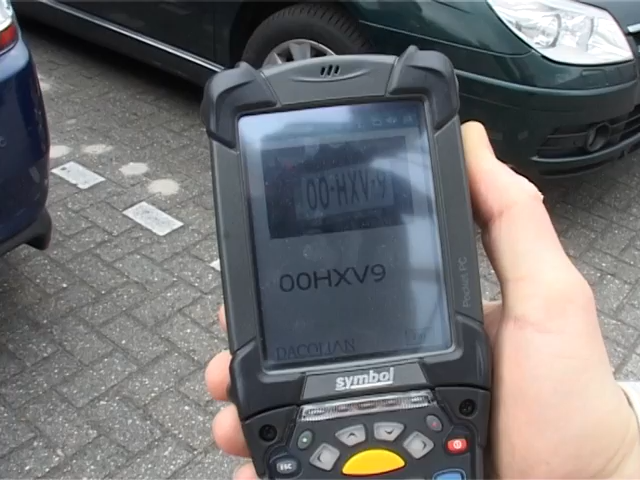 00-HXV-9
00HXV9
DACOLIAN
symbol
Pocket PC
ESC